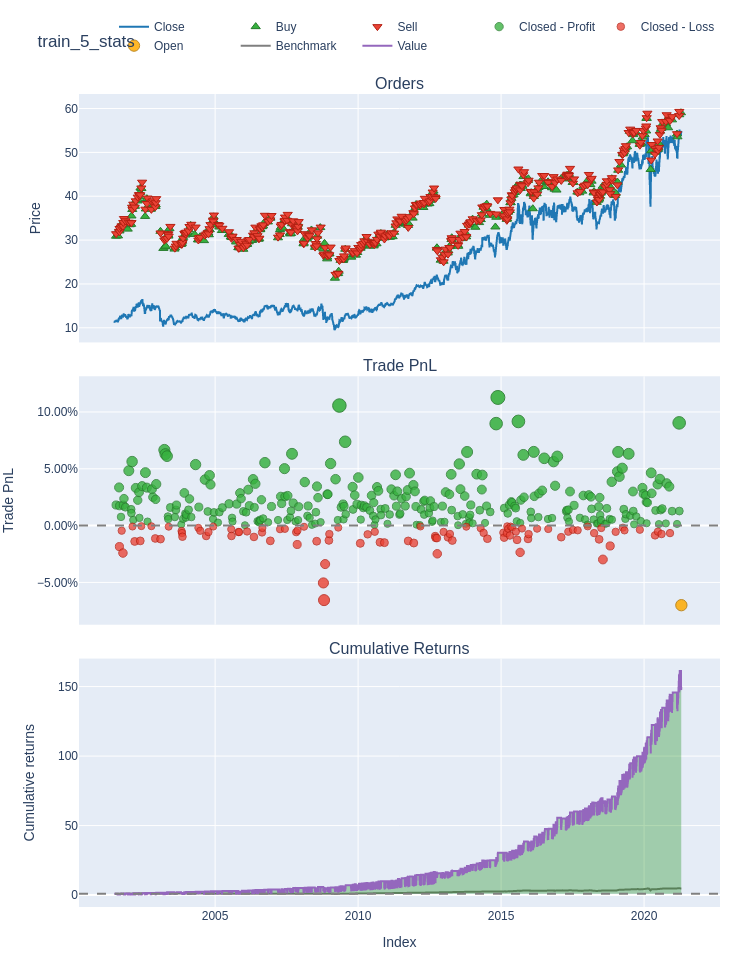 train_5_stats
Close
Buy
Sell
Closed - Profit
Closed - Loss
Open
Benchmark
Value
Orders
60
50
40
30
20
10
Price
Trade PnL
10.00%
5.00%
0.00%
−5.00%
Trade PnL
Cumulative Returns
150
100
50
0
Cumulative returns
2005
2010
2015
2020
Index